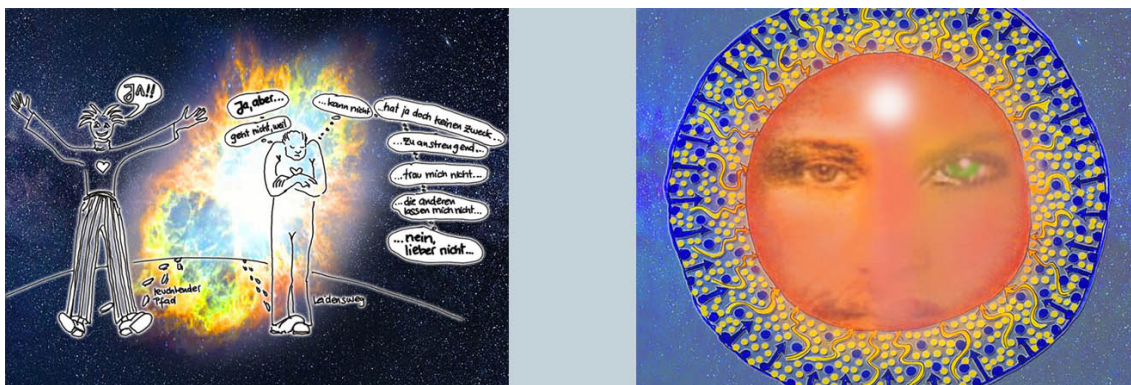 JA!!
Ja, aber...
geht nicht, weil
...kann nicht
...hat ja doch keinen Zweck...
...zu anstrengend...
...trau mich nicht...
...die anderen
lassen mich nicht...
...nein,
lieber nicht...
leuchtender
Pfad
Leidensweg